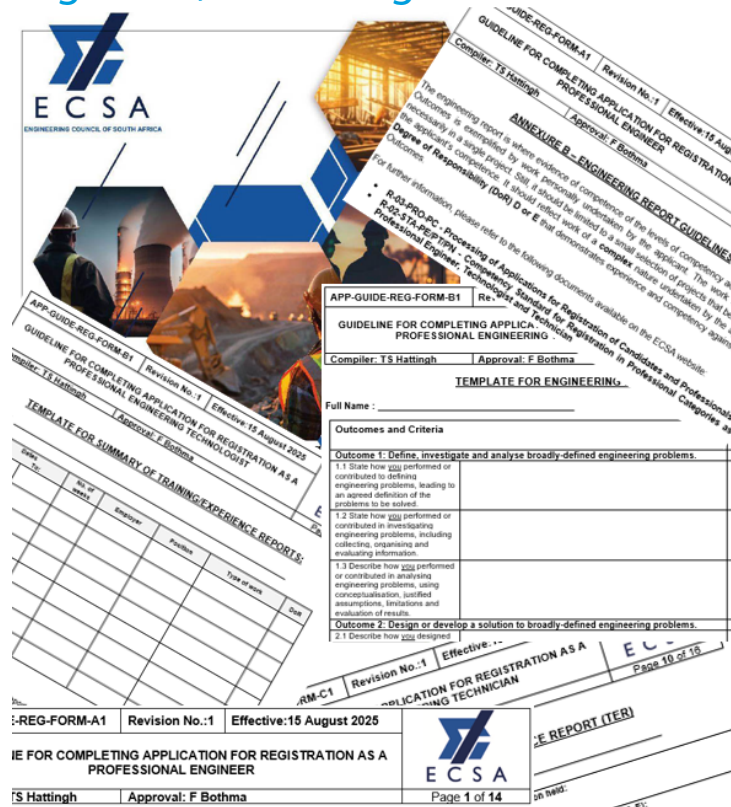 ECSA
ENGINEERING COUNCIL OF SOUTH AFRICA
GUIDE-REG-FORM-A1 Revision No.:1 Effective:15
GUIDELINE FOR COMPLETING APPLICATION FOR REGISTRATION
PROFESSIONAL ENGINEER
Compiler: TS Hattingh Approval: F Bothma
ANNEXURE B – ENGINEERING REPORT GUIDELINES
The engineering report is where evidence of competence of the levels of competency
Outcomes is exemplified by work personally undertaken by the applicant. The work
necessarily in a single project. Still, it should be limited to a small selection of projects that
the applicant's competence. It should reflect work of a complex nature undertaken by the
Degree of Responsibility (DoR) D or E that demonstrates experience and competency against
Outcomes.
For further information, please refer to the following documents available on the ECSA website:
• R-03-PRO-PC - Processing of Applications for Registration of Candidates and Professionals
• R-02-STA-PE/PT/PN - Competency Standard for Registration in Professional Categories as
Professional Engineer, Technologist and Technician
APP-GUIDE-REG-FORM-B1 Revision No.:1 Effective:15 August 2025
GUIDELINE FOR COMPLETING APPLICATION FOR REGISTRATION AS A
PROFESSIONAL ENGINEERING TECHNOLOGIST
Compiler: TS Hattingh Approval: F Bothma
TEMPLATE FOR SUMMARY OF TRAINING/EXPERIENCE REPORTS:
Dates
To:
No. of
weeks
Employer
Position
Type of work
DoR
APP-GUIDE-REG-FORM-B1
GUIDELINE FOR COMPLETING
PROFESSIONAL ENGINEERING
Compiler: TS Hattingh Approval: F Bothma
TEMPLATE FOR ENGINEERING
Full Name :
Outcomes and Criteria
Outcome 1: Define, investigate and analyse broadly-defined engineering problems.
1.1 State how you performed or
contributed to defining
engineering problems, leading to
an agreed definition of the
problems to be solved.
1.2 State how you performed or
contributed in investigating
engineering problems, including
collecting, organising and
evaluating information.
1.3 Describe how you performed
or contributed in analysing
engineering problems, using
conceptualisation, justified
assumptions, limitations and
evaluation of results.
Outcome 2: Design or develop a solution to broadly-defined engineering problems.
2.1 Describe how you designed
RM-C1 Revision No.:1
PLICATION FOR REGISTRATION AS A
TECHNICIAN
Page 10 of 16
E REPORT (TER)
on held:
E-REG-FORM-A1 Revision No.:1 Effective:15 August 2025
NE FOR COMPLETING APPLICATION FOR REGISTRATION AS A
PROFESSIONAL ENGINEER
TS Hattingh Approval: F Bothma
ECSA
Page 1 of 14